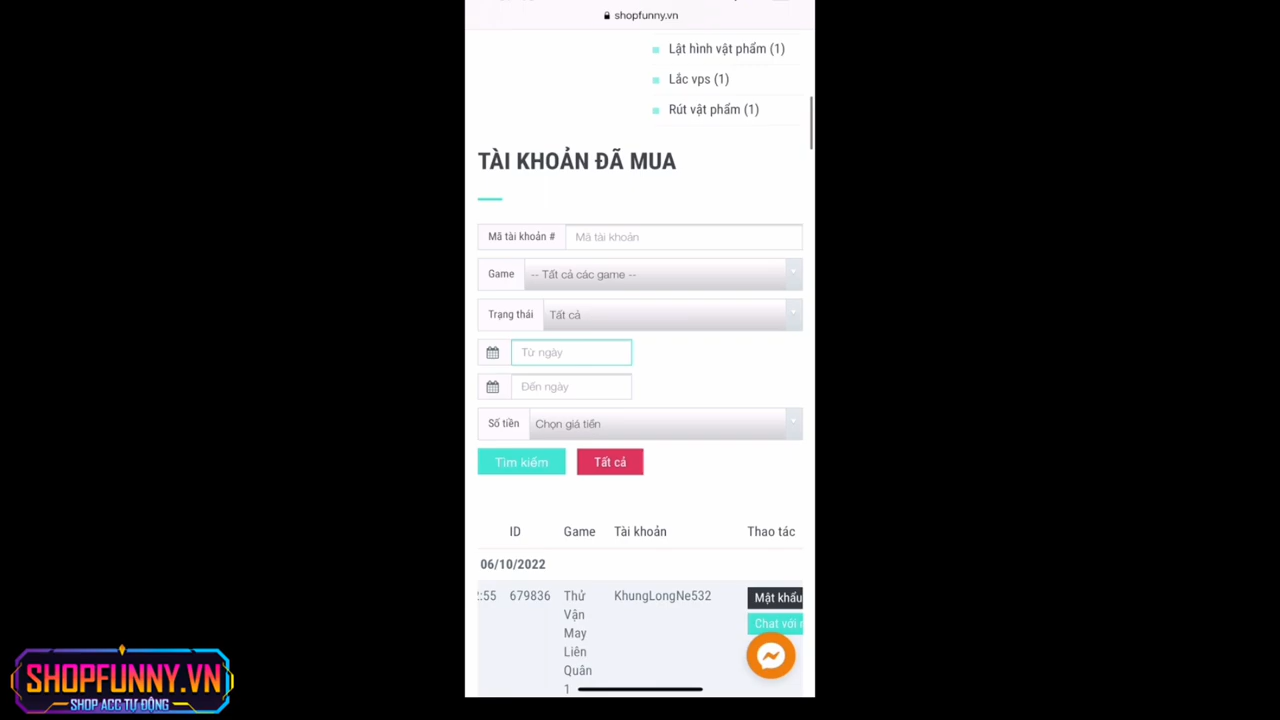 shopfunny.vn
Lật hình vật phẩm (1)
Lắc vps (1)
Rút vật phẩm (1)
TÀI KHOẢN ĐÃ MUA
Mã tài khoản # Mã tài khoản
Game -- Tất cả các game --
Trạng thái Tất cả
Từ ngày
Đến ngày
Số tiền Chọn giá tiền
Tìm kiếm Tất cả
ID Game Tài khoản Thao tác
06/10/2022
:55 679836 Thử KhungLongNe532 Mật khẩu
Vận Chat với
May
Liên
Quân
1
SHOPFUNNY.VN
SHOP ACC TỰ ĐỘNG